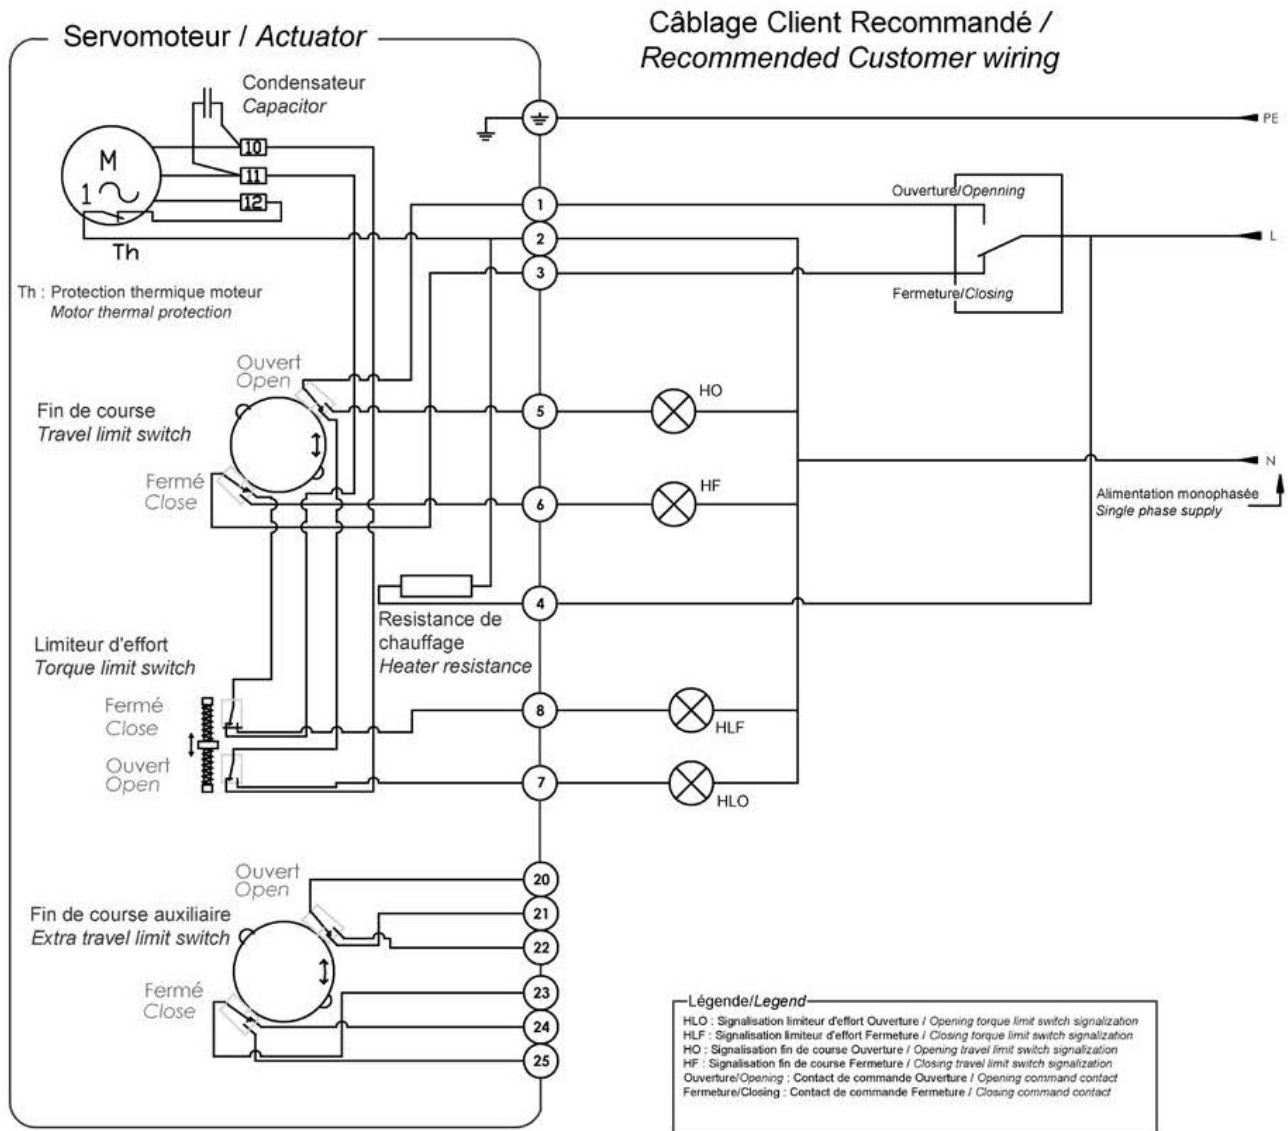 Servomoteur / Actuator
Câblage Client Recommandé /
Recommended Customer wiring
Condensateur
Capacitor
PE
M
1
10
11
12
Th
Th : Protection thermique moteur
Motor thermal protection
1
2
3
Ouverture/Openning
L
Fermeture/Closing
Ouvert
Open
Fin de course
Travel limit switch
5
HO
Fermé
Close
6
HF
N
Alimentation monophasée
Single phase supply
4
Resistance de
chauffage
Heater resistance
Limiteur d'effort
Torque limit switch
Fermé
Close
8
HLF
Ouvert
Open
7
HLO
Ouvert
Open
20
21
22
Fin de course auxiliaire
Extra travel limit switch
Fermé
Close
23
24
25
Légende/Legend
HLO : Signalisation limiteur d'effort Ouverture / Opening torque limit switch signalization
HLF : Signalisation limiteur d'effort Fermeture / Closing torque limit switch signalization
HO : Signalisation fin de course Ouverture / Opening travel limit switch signalization
HF : Signalisation fin de course Fermeture / Closing travel limit switch signalization
Ouverture/Opening : Contact de commande Ouverture / Opening command contact
Fermeture/Closing : Contact de commande Fermeture / Closing command contact